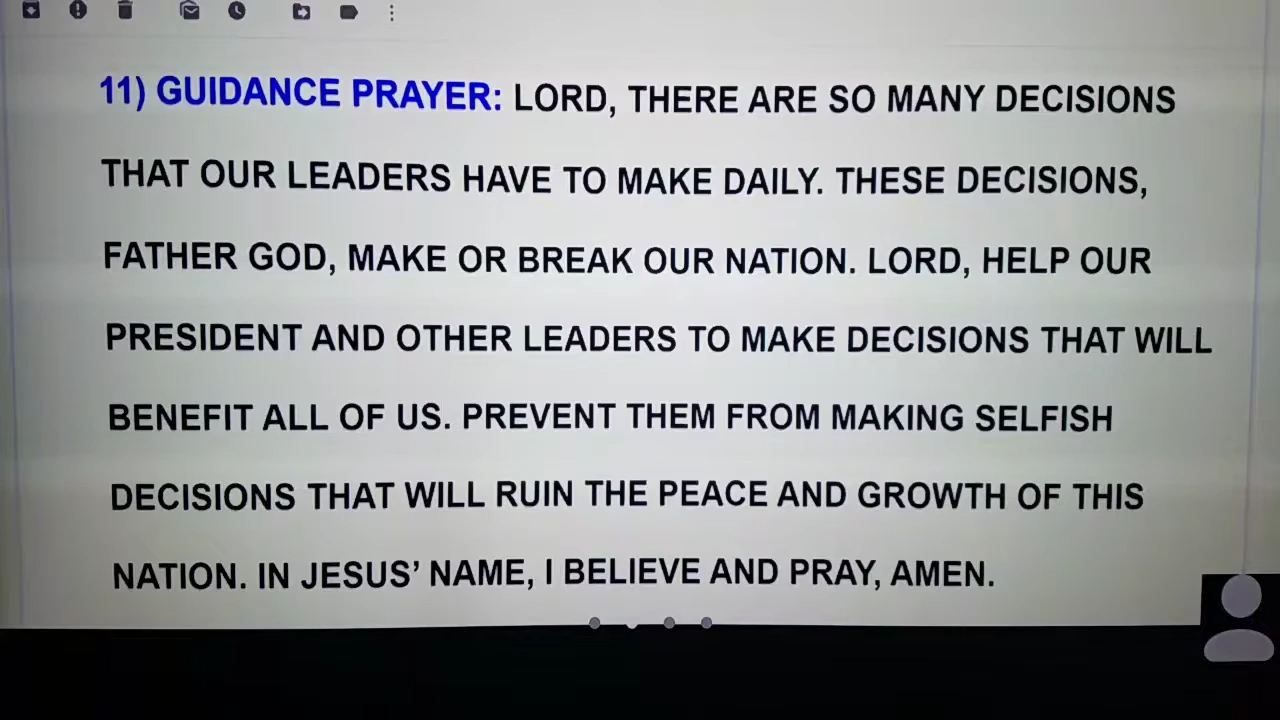 11) GUIDANCE PRAYER: LORD, THERE ARE SO MANY DECISIONS
THAT OUR LEADERS HAVE TO MAKE DAILY. THESE DECISIONS,
FATHER GOD, MAKE OR BREAK OUR NATION. LORD, HELP OUR
PRESIDENT AND OTHER LEADERS TO MAKE DECISIONS THAT WILL
BENEFIT ALL OF US. PREVENT THEM FROM MAKING SELFISH
DECISIONS THAT WILL RUIN THE PEACE AND GROWTH OF THIS
NATION. IN JESUS’ NAME, I BELIEVE AND PRAY, AMEN.